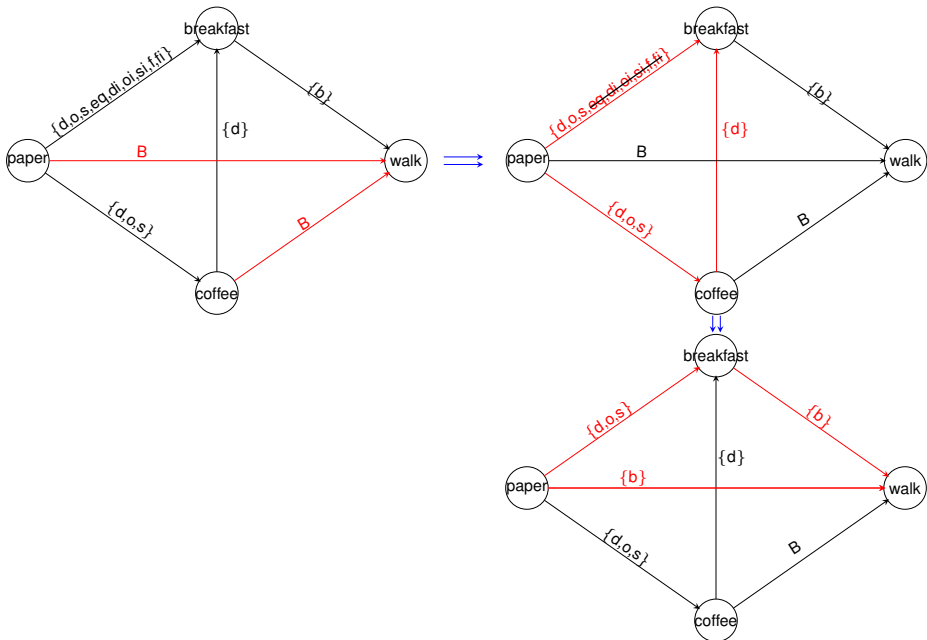 breakfast
{d,o,s,eq,di,oi,si,f,fi}
{b}
{d}
paper
B
walk
{d,o,s}
B
coffee
breakfast
{d,o,s,eq,di,oi,si,f,fi}
{b}
{d}
paper
B
walk
{d,o,s}
B
coffee
breakfast
{d,o,s}
{b}
{d}
paper
{b}
walk
{d,o,s}
B
coffee